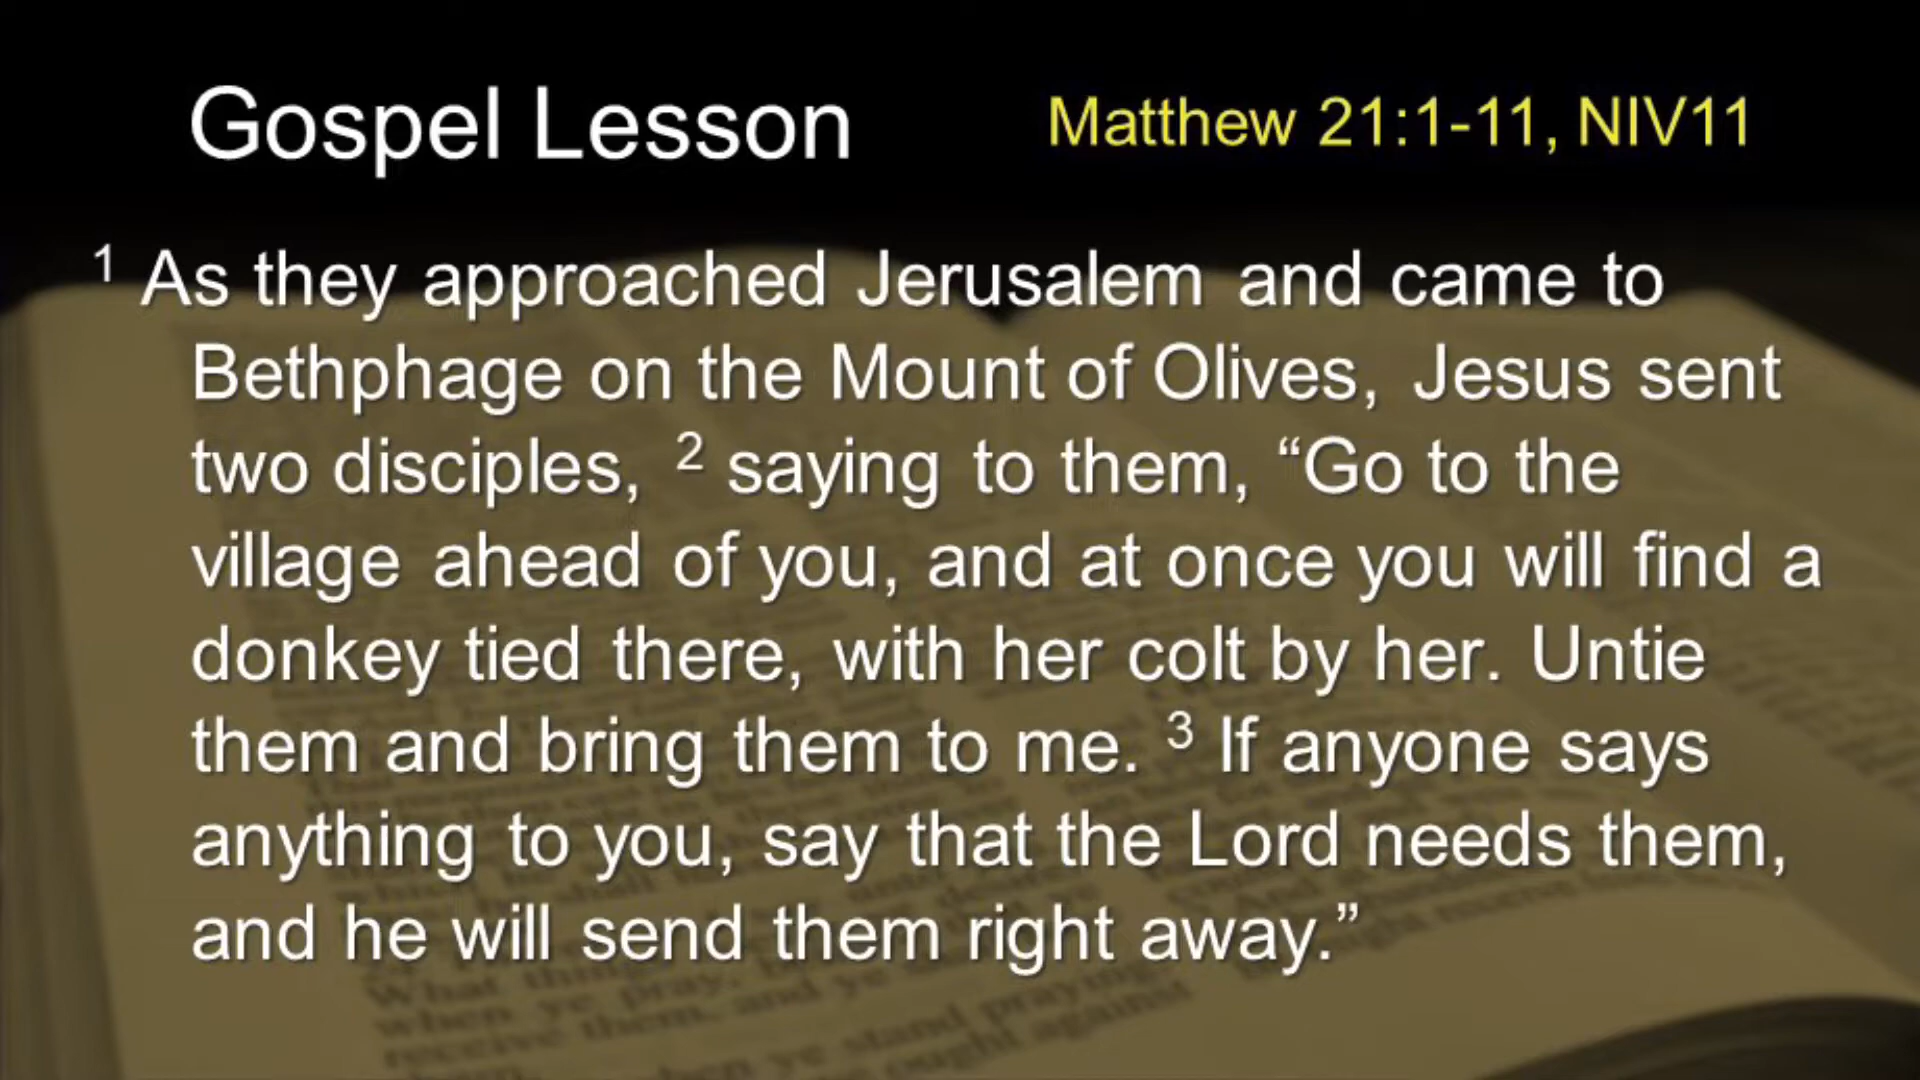 Gospel Lesson
Matthew 21:1-11, NIV11
1 As they approached Jerusalem and came to
Bethphage on the Mount of Olives, Jesus sent
two disciples, 2 saying to them, “Go to the
village ahead of you, and at once you will find a
donkey tied there, with her colt by her. Untie
them and bring them to me. 3 If anyone says
anything to you, say that the Lord needs them,
and he will send them right away.”